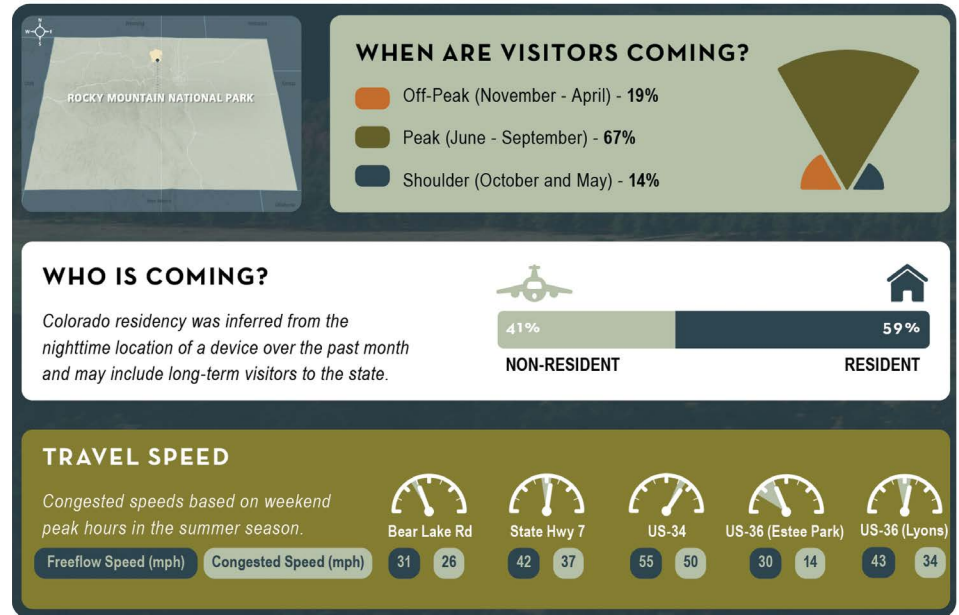 N
W
E
S
ROCKY MOUNTAIN NATIONAL PARK
WHEN ARE VISITORS COMING?
Off-Peak (November - April) - 19%
Peak (June - September) - 67%
Shoulder (October and May) - 14%
WHO IS COMING?
Colorado residency was inferred from the
nighttime location of a device over the past month
and may include long-term visitors to the state.
41%
59%
NON-RESIDENT
RESIDENT
TRAVEL SPEED
Congested speeds based on weekend
peak hours in the summer season.
Freeflow Speed (mph)
Congested Speed (mph)
Bear Lake Rd
State Hwy 7
US-34
US-36 (Estee Park)
US-36 (Lyons)
31 26
42 37
55 50
30 14
43 34